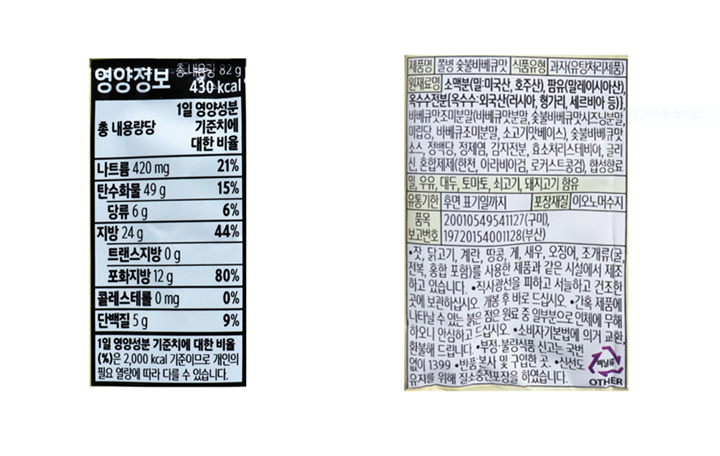 영양정보 총 내용량 82 g
430 kcal
총 내용량당
1일 영양성분
기준치에
대한 비율
나트륨 420 mg 21%
탄수화물 49 g 15%
당류 6 g 6%
지방 24 g 44%
트랜스지방 0 g
포화지방 12 g 80%
콜레스테롤 0 mg 0%
단백질 5 g 9%
1일 영양성분 기준치에 대한 비율
(%)은 2,000 kcal 기준이므로 개인의
필요 열량에 따라 다를 수 있습니다.
제품명 쫄병 숯불바베큐맛 식품유형 과자(유탕처리제품)
원재료명 소맥분(밀:미국산, 호주산), 팜유(말레이시아산),
옥수수전분{옥수수:외국산(러시아, 헝가리, 세르비아 등)},
바베큐조미분말(바베큐분말, 숯불바베큐맛시즈닝분말,
미립당, 바베큐조미분말, 소고기맛베이스), 숯불바베큐맛
소스, 정백당, 정제염, 감자전분, 효소처리스테비아, 글리
신, 혼합제제(한천, 아라비아검, 로커스트콩검), 합성향료
밀, 우유, 대두, 토마토, 쇠고기, 돼지고기 함유
유통기한 후면 표기일까지 포장재질 이오노머수지
품목 20010549541127(구미),
보고번호 19720154001128(부산)
•잣, 닭고기, 계란, 땅콩, 게, 새우, 오징어, 조개류(굴,
전복, 홍합 포함)를 사용한 제품과 같은 시설에서 제조
하고 있습니다. •직사광선을 피하고 서늘하고 건조한
곳에 보관하십시오. 개봉 후 바로 드십시오. •간혹 제품에
나타날 수 있는 붉은 점은 원료 중 일부분으로 인체에 무해
하오니 안심하고 드십시오. •소비자기본법에 의거 교환,
환불해 드립니다. •부정·불량식품 신고는 국번
없이 1399 •반품:본사 및 구입한 곳. •신선도
유지를 위해 질소충전포장을 하였습니다.
비닐류
OTHER